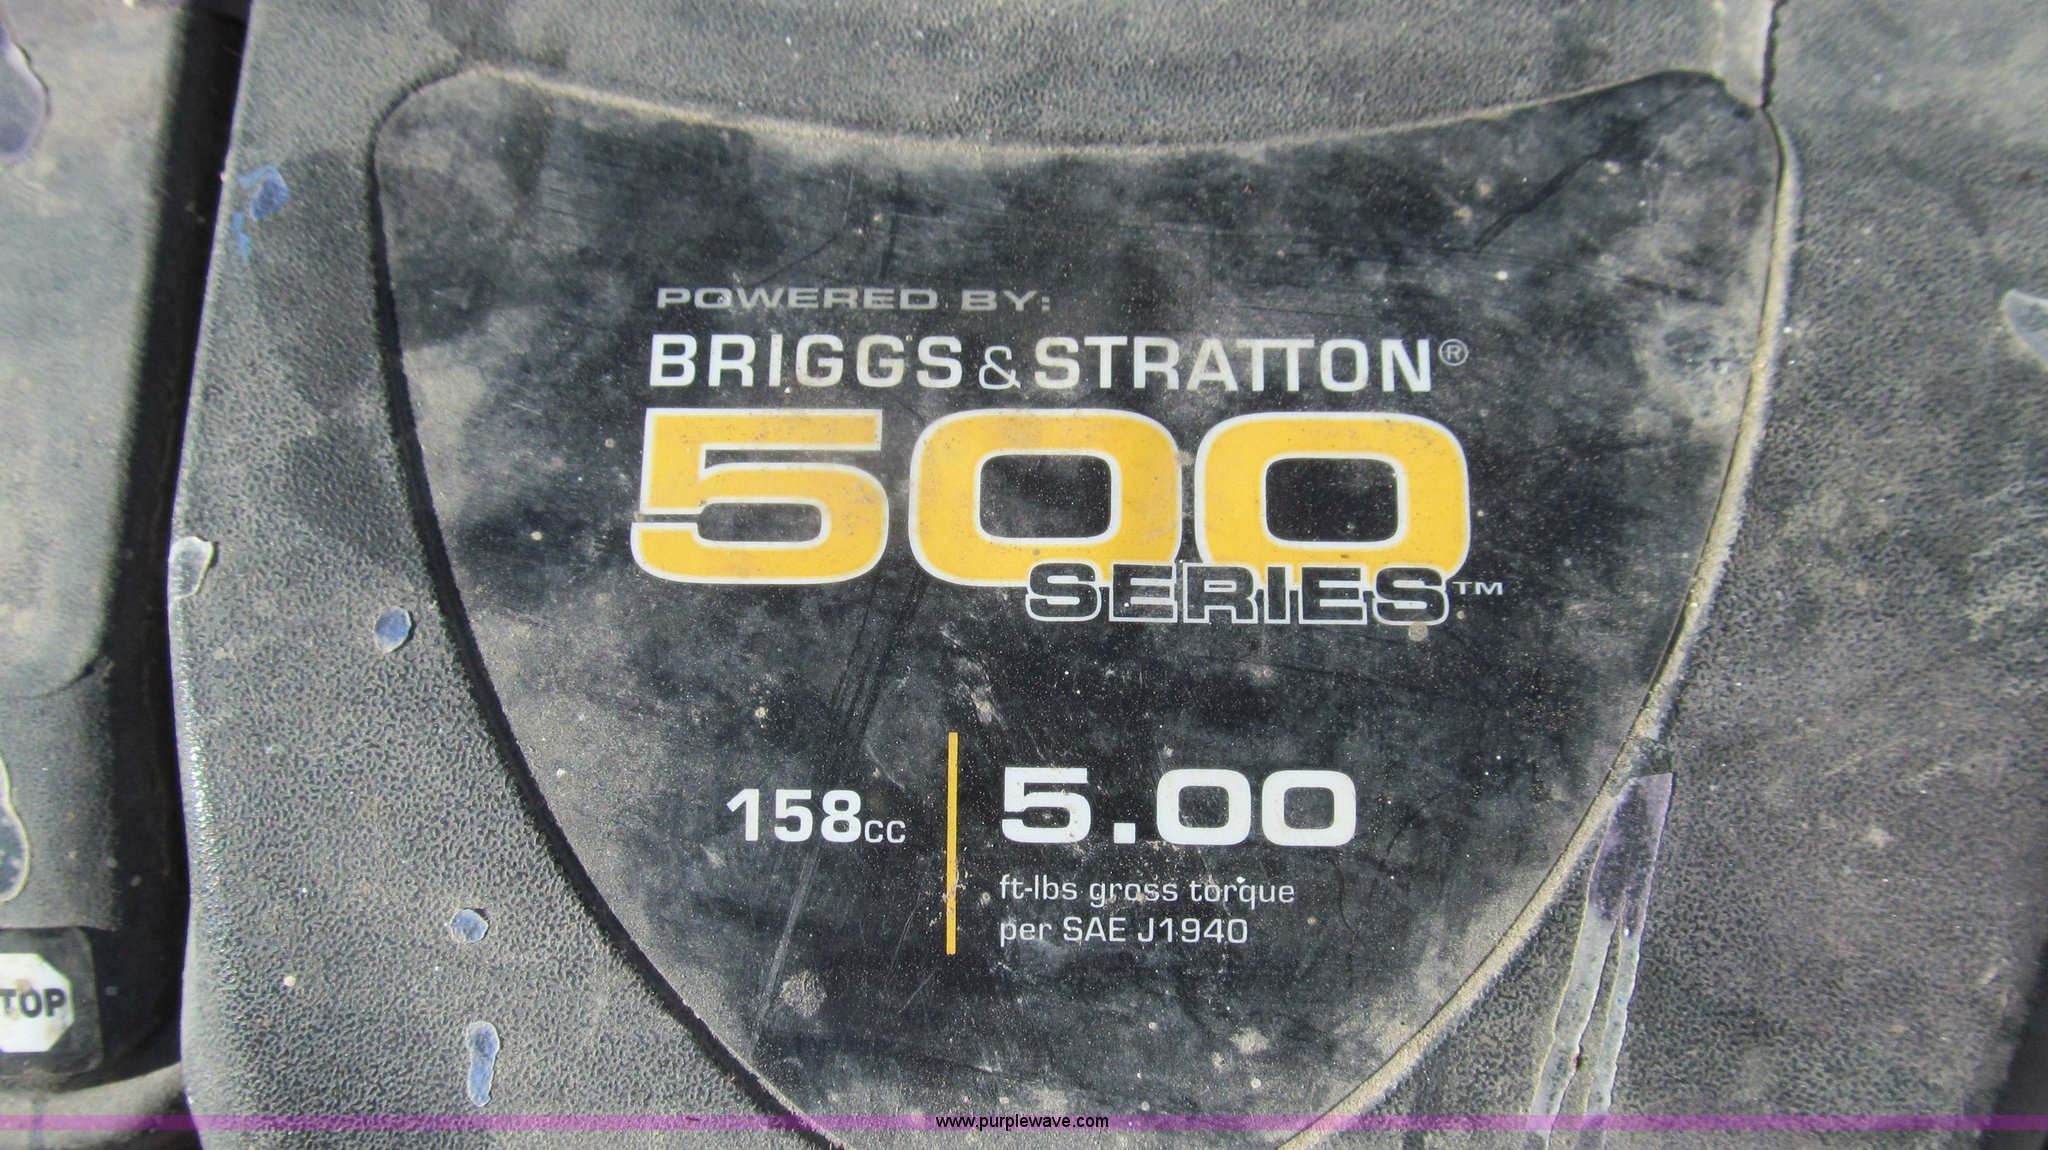 POWERED BY:
BRIGGS & STRATTON®
500
SERIES™
158cc
5.00
ft-lbs gross torque
per SAE J1940
TOP
www.purplewave.com